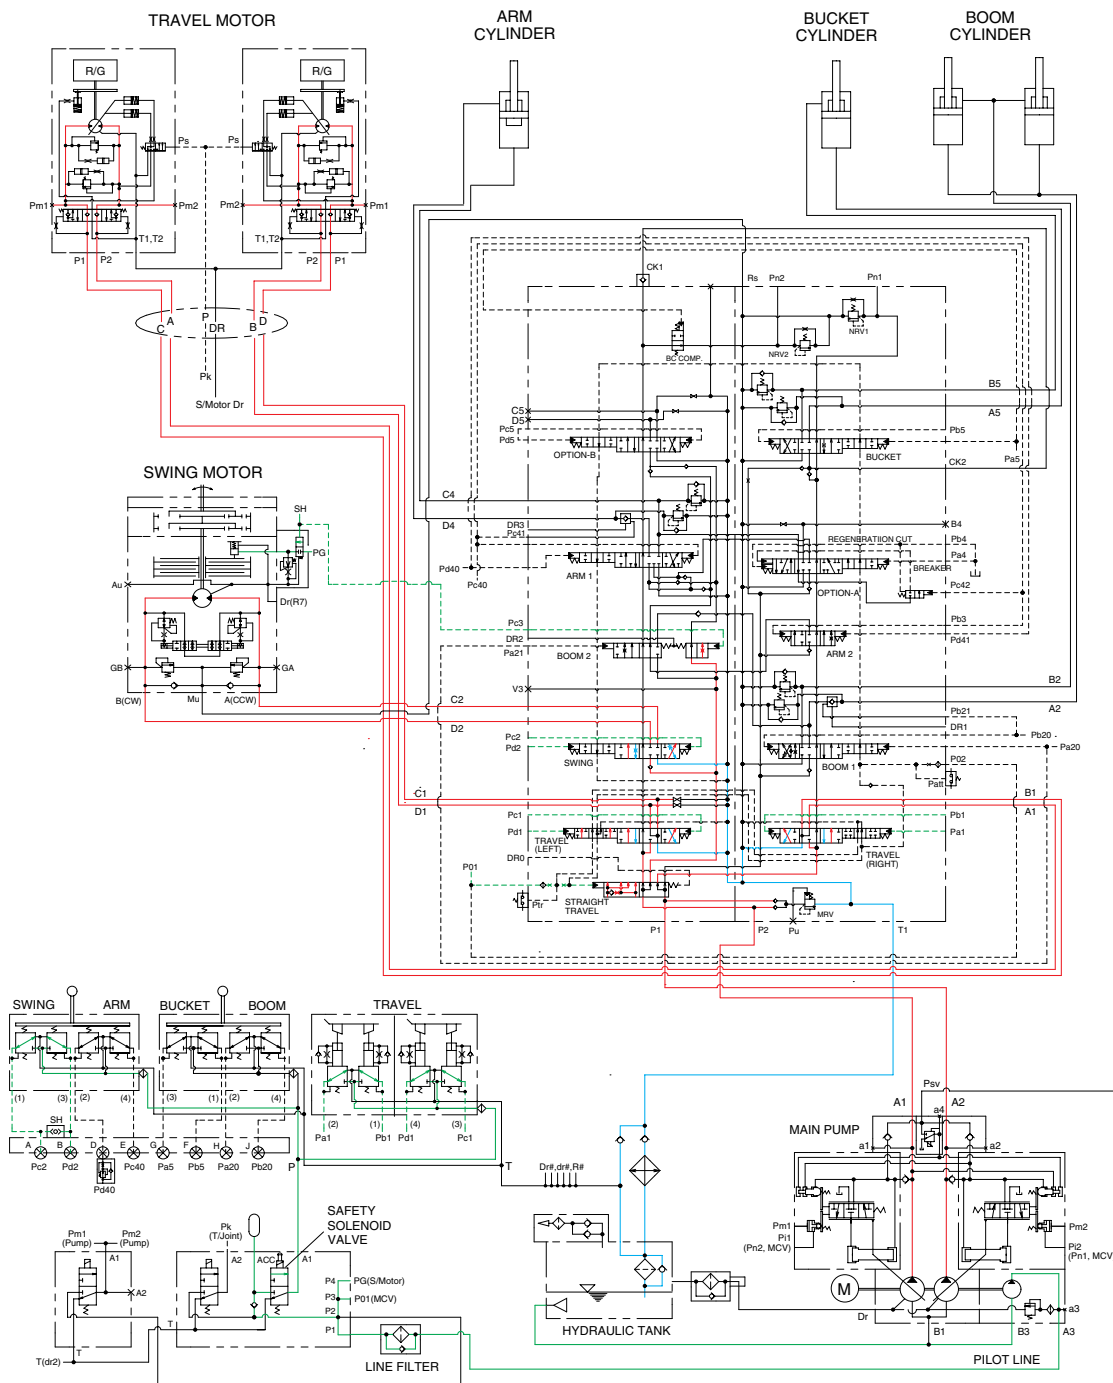 TRAVEL MOTOR
ARM
CYLINDER
BUCKET
CYLINDER
BOOM
CYLINDER
R/G
R/G
Ps
Ps
Pm1
Pm2
Pm2
Pm1
T1,T2
T1,T2
P1
P2
P2
P1
C
A
P
DR
B
D
Pk
S/Motor Dr
CK1
Rs
Pn2
Pn1
NRV1
NRV2
BC COMP.
B5
A5
C5
D5
Pc5
Pd5
OPTION-B
Pb5
BUCKET
Pa5
CK2
SWING MOTOR
SH
PG
Au
Dr(R7)
GB
GA
B(CW)
Mu
A(CCW)
C4
D4
DR3
Pc41
Pd40
Pc40
ARM 1
B4
REGENERATIION CUT
Pb4
Pa4
BREAKER
OPTION-A
Pc42
Pc3
DR2
Pa21
BOOM 2
Pb3
ARM 2
Pd41
V3
C2
D2
B2
A2
Pb21
DR1
Pb20
Pc2
Pd2
SWING
BOOM 1
Pa20
P02
Patt
C1
D1
B1
A1
Pc1
Pd1
TRAVEL
(LEFT)
Pb1
Pa1
TRAVEL
(RIGHT)
DR0
P01
Ptr
STRAIGHT
TRAVEL
MRV
P1
P2
Pu
T1
SWING
ARM
BUCKET
BOOM
TRAVEL
(1)
(3)
(2)
(4)
(3)
(1)
(2)
(4)
(2)
(1)
(4)
(3)
Pa1
Pb1
Pd1
Pc1
SH
A
B
D
E
G
F
H
J
P
T
Pc2
Pd2
Pc40
Pa5
Pb5
Pa20
Pb20
Pd40
Dr#,dr#,R#
Psv
A1
A2
a4
MAIN PUMP
a1
a2
Pm1
Pi1
(Pn2, MCV)
Pm2
Pi2
(Pn1, MCV)
M
Dr
B1
B3
A3
a3
PILOT LINE
Pm1
(Pump)
Pm2
(Pump)
A1
A2
T
T(dr2)
Pk
(T/Joint)
A2
ACC
A1
SAFETY
SOLENOID
VALVE
P4
PG(S/Motor)
P3
P01(MCV)
P2
P1
T
LINE FILTER
HYDRAULIC TANK